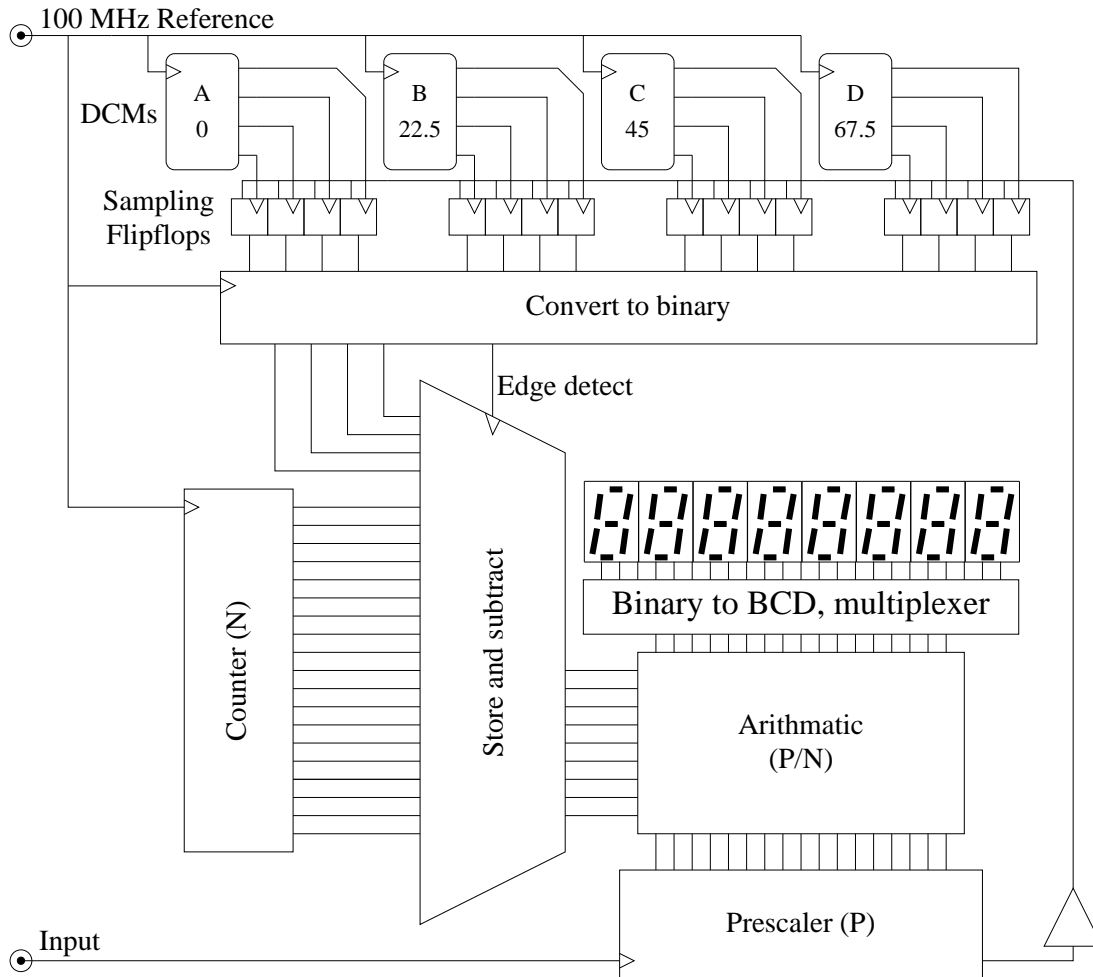 100 MHz Reference
DCMs
A
0
B
22.5
C
45
D
67.5
Sampling
Flipflops
Convert to binary
Edge detect
Counter (N)
Store and subtract
88888888
Binary to BCD, multiplexer
Arithmatic
(P/N)
Prescaler (P)
Input